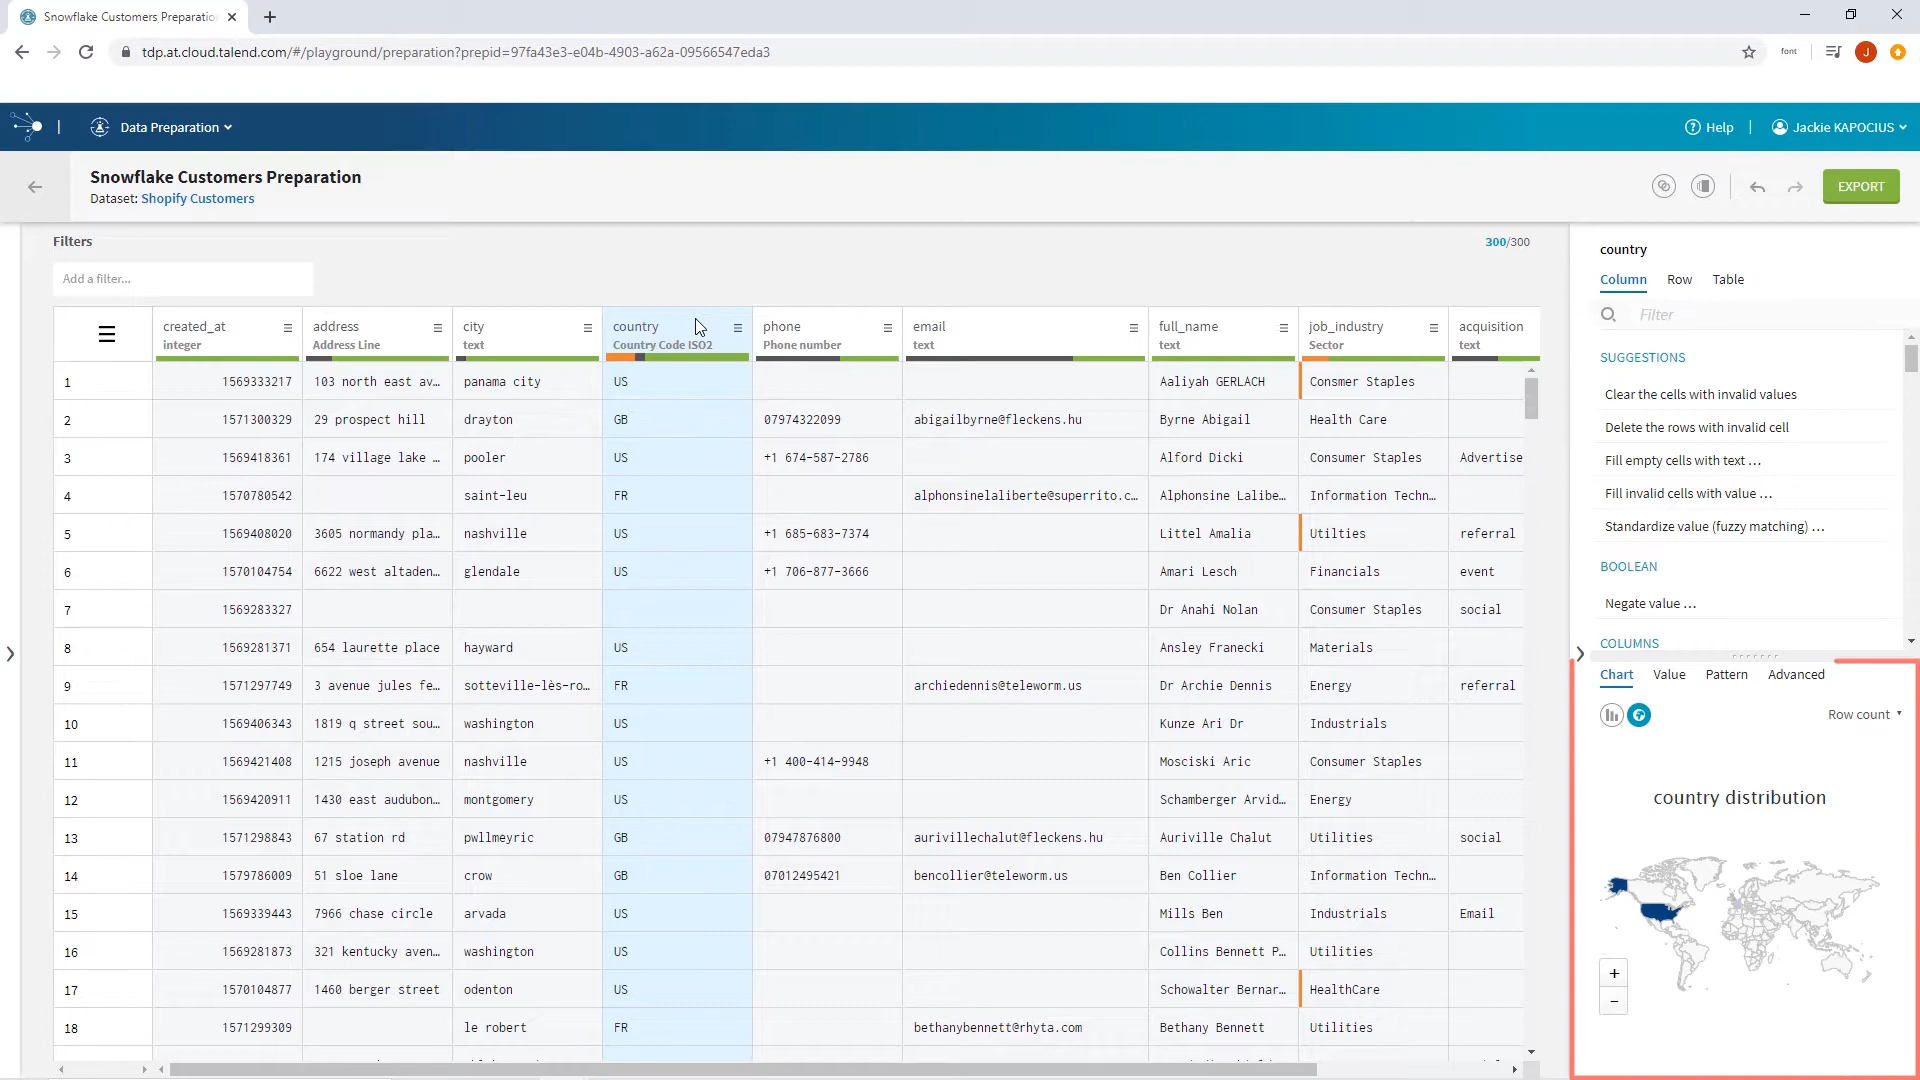 Snowflake Customers Preparatio
tdp.at.cloud.talend.com/#/playground/preparation?prepid=97fa43e3-e04b-4903-a62a-09566547eda3
font
J
Data Preparation
Help
Jackie KAPOCIUS
Snowflake Customers Preparation
Dataset: Shopify Customers
EXPORT
Filters
300/300
Add a filter...
created_at address city country phone email full_name job_industry acquisition
integer Address Line text Country Code ISO2 Phone number text text Sector text
1 1569333217 103 north east av… panama city US Aaliyah GERLACH Consmer Staples
2 1571300329 29 prospect hill drayton GB 07974322099 abigailbyrne@fleckens.hu Byrne Abigail Health Care
3 1569418361 174 village lake … pooler US +1 674-587-2786 Alford Dicki Consumer Staples Advertise
4 1570780542 saint-leu FR alphonsinelaliberte@superrito.c… Alphonsine Lalibe… Information Techn…
5 1569408020 3605 normandy pla… nashville US +1 685-683-7374 Littel Amalia Utilties referral
6 1570104754 6622 west altaden… glendale US +1 706-877-3666 Amari Lesch Financials event
7 1569283327 Dr Anahi Nolan Consumer Staples social
8 1569281371 654 laurette place hayward US Ansley Franecki Materials
9 1571297749 3 avenue jules fe… sotteville-lès-ro… FR archiedennis@teleworm.us Dr Archie Dennis Energy referral
10 1569406343 1819 q street sou… washington US Kunze Ari Dr Industrials
11 1569421408 1215 joseph avenue nashville US +1 400-414-9948 Mosciski Aric Consumer Staples
12 1569420911 1430 east audubon… montgomery US Schamberger Arvid… Energy
13 1571298843 67 station rd pwllmeyric GB 07947876800 aurivillechalut@fleckens.hu Auriville Chalut Utilities social
14 1579786009 51 sloe lane crow GB 07012495421 bencollier@teleworm.us Ben Collier Information Techn…
15 1569339443 7966 chase circle arvada US Mills Ben Industrials Email
16 1569281873 321 kentucky aven… washington US Collins Bennett P… Utilities
17 1570104877 1460 berger street odenton US Schowalter Bernar… HealthCare
18 1571299309 le robert FR bethanybennett@rhyta.com Bethany Bennett Utilities
country
Column Row Table
Filter
SUGGESTIONS
Clear the cells with invalid values
Delete the rows with invalid cell
Fill empty cells with text …
Fill invalid cells with value …
Standardize value (fuzzy matching) …
BOOLEAN
Negate value …
COLUMNS
Chart Value Pattern Advanced
Row count
country distribution
+
−